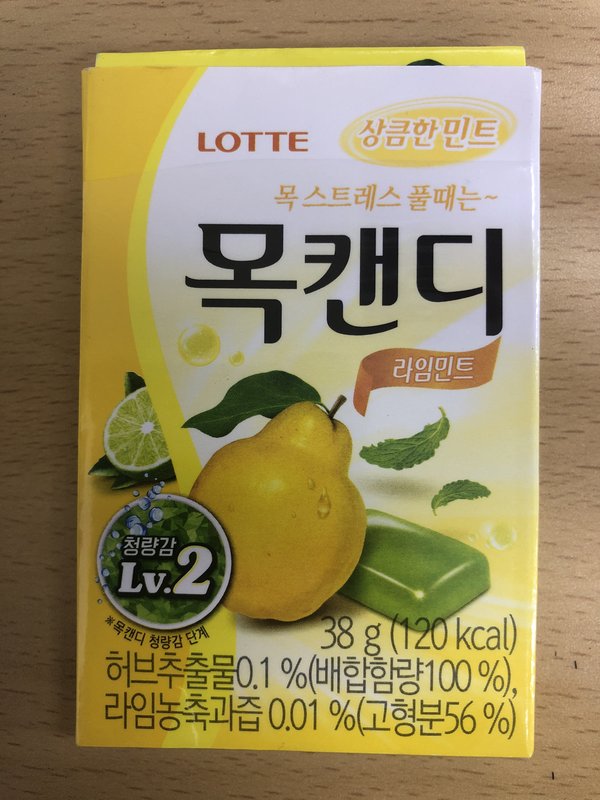 LOTTE
상큼한 민트
목 스트레스 풀때는~
목캔디
라임민트
청량감
Lv.2
※목캔디 청량감 단계
38 g (120 kcal)
허브추출물0.1 %(배합함량100 %),
라임농축과즙 0.01 %(고형분56 %)